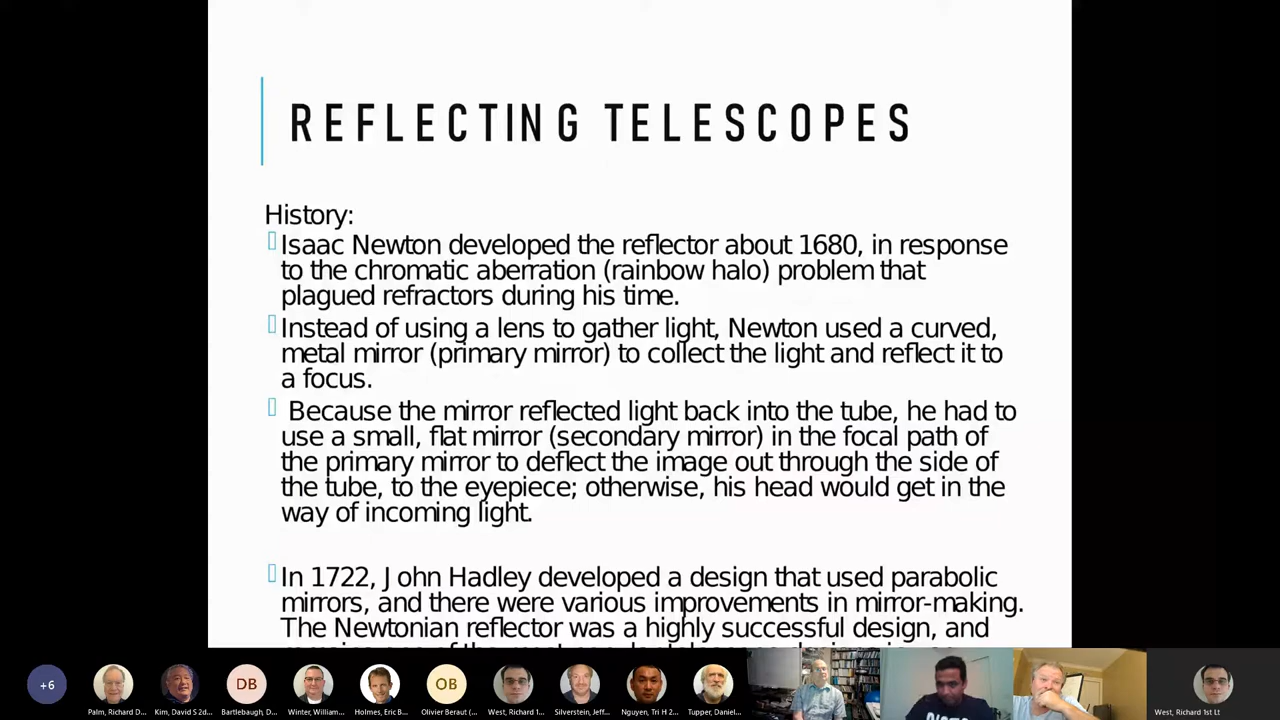 REFLECTING TELESCOPES
History:
Isaac Newton developed the reflector about 1680, in response
to the chromatic aberration (rainbow halo) problem that
plagued refractors during his time.
Instead of using a lens to gather light, Newton used a curved,
metal mirror (primary mirror) to collect the light and reflect it to
a focus.
Because the mirror reflected light back into the tube, he had to
use a small, flat mirror (secondary mirror) in the focal path of
the primary mirror to deflect the image out through the side of
the tube, to the eyepiece; otherwise, his head would get in the
way of incoming light.
In 1722, John Hadley developed a design that used parabolic
mirrors, and there were various improvements in mirror-making.
The Newtonian reflector was a highly successful design, and
+6
DB
OB
Palm, Richard D...
Kim, David S 2d...
Bartlebaugh, D...
Winter, William...
Holmes, Eric B...
Olivier Beraut (...
West, Richard 1...
Silverstein, Jeff...
Nguyen, Tri H 2...
Tupper, Daniel...
West, Richard 1st Lt